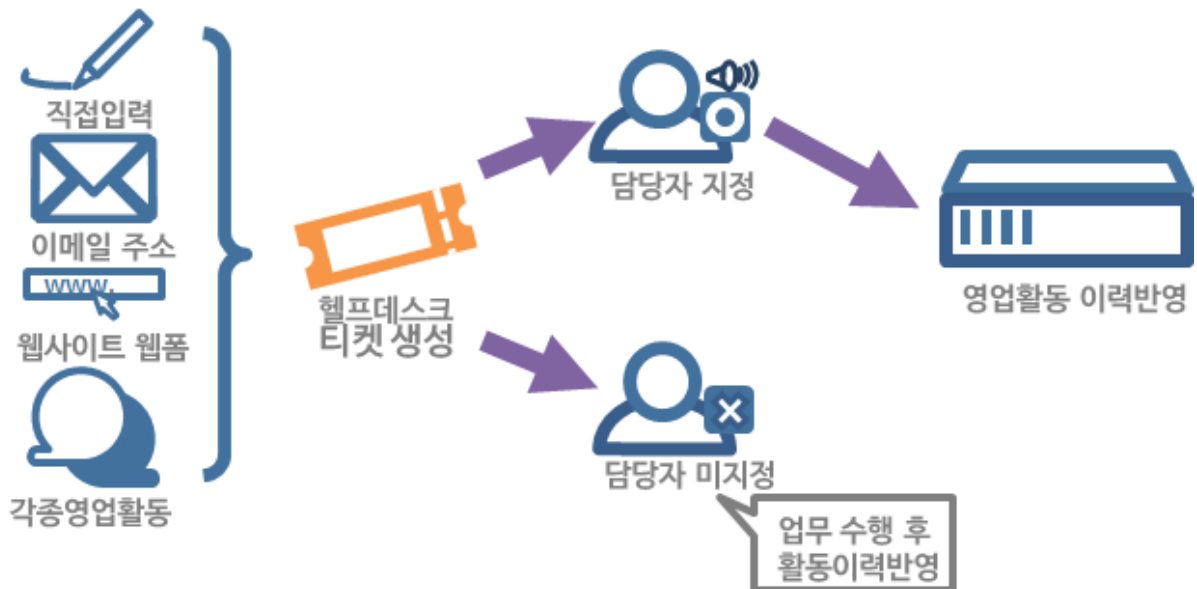 직접입력
이메일 주소
www.
웹사이트 웹폼
각종영업활동
헬프데스크
티켓 생성
담당자 지정
담당자 미지정
업무 수행 후
활동이력반영
영업활동 이력반영